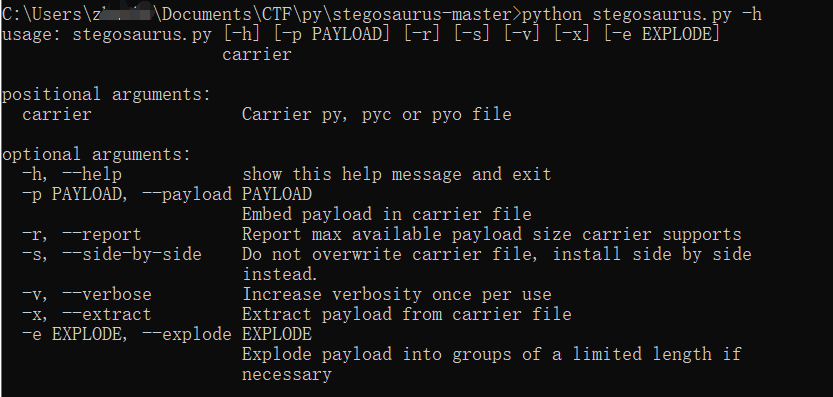 C:\Users\z\Documents\CTF\py\stegosaurus-master>python stegosaurus.py -h
usage: stegosaurus.py [-h] [-p PAYLOAD] [-r] [-s] [-v] [-x] [-e EXPLODE]
carrier
positional arguments:
carrier Carrier py, pyc or pyo file
optional arguments:
-h, --help show this help message and exit
-p PAYLOAD, --payload PAYLOAD
Embed payload in carrier file
-r, --report Report max available payload size carrier supports
-s, --side-by-side Do not overwrite carrier file, install side by side
instead.
-v, --verbose Increase verbosity once per use
-x, --extract Extract payload from carrier file
-e EXPLODE, --explode EXPLODE
Explode payload into groups of a limited length if
necessary